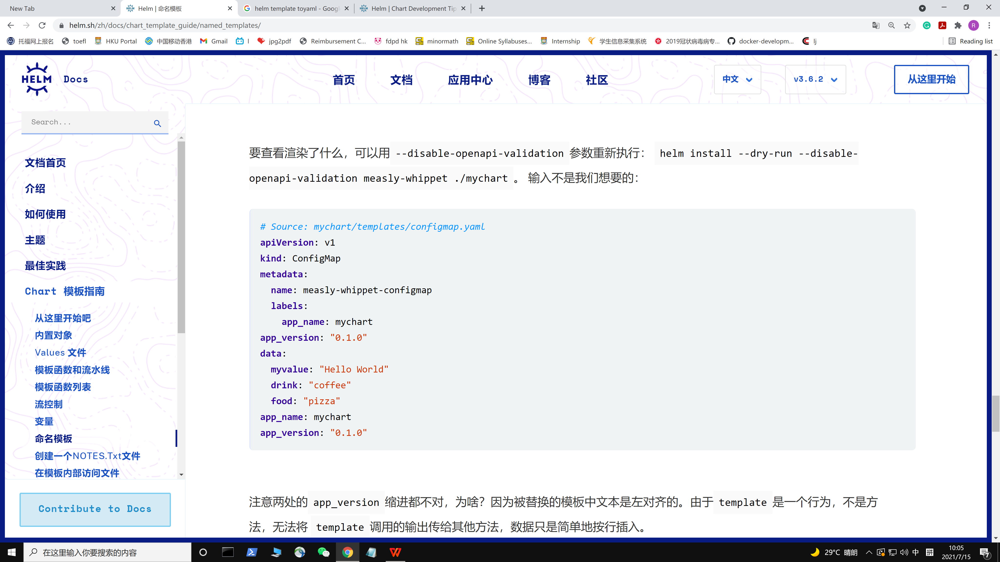 New Tab
Helm | 命名模板
helm template toyaml - Googl
Helm | Chart Development Tip
helm.sh/zh/docs/chart_template_guide/named_templates/
R
托福网上报名
toefl
HKU Portal
中国移动香港
Gmail
l
jpg2pdf
Reimbursement C...
fdpd hk
minormath
Online Syllabuses...
Internship
学生信息采集系统
2019冠状病毒病专...
docker-developm...
lj
Reading list
HELM
Docs
首页
文档
应用中心
博客
社区
中文
v3.6.2
从这里开始
Search...
文档首页
介绍
如何使用
主题
最佳实践
Chart 模板指南
从这里开始吧
内置对象
Values 文件
模板函数和流水线
模板函数列表
流控制
变量
命名模板
创建一个NOTES.Txt文件
在模板内部访问文件
Contribute to Docs
要查看渲染了什么，可以用 --disable-openapi-validation 参数重新执行： helm install --dry-run --disable-
openapi-validation measly-whippet ./mychart 。 输入不是我们想要的：
# Source: mychart/templates/configmap.yaml
apiVersion: v1
kind: ConfigMap
metadata:
  name: measly-whippet-configmap
  labels:
    app_name: mychart
app_version: "0.1.0"
data:
  myvalue: "Hello World"
  drink: "coffee"
  food: "pizza"
app_name: mychart
app_version: "0.1.0"
注意两处的 app_version 缩进都不对，为啥？因为被替换的模板中文本是左对齐的。由于 template 是一个行为，不是方
法，无法将 template 调用的输出传给其他方法，数据只是简单地按行插入。
在这里输入你要搜索的内容
29°C 晴朗
中
拼
10:05
2021/7/15
7